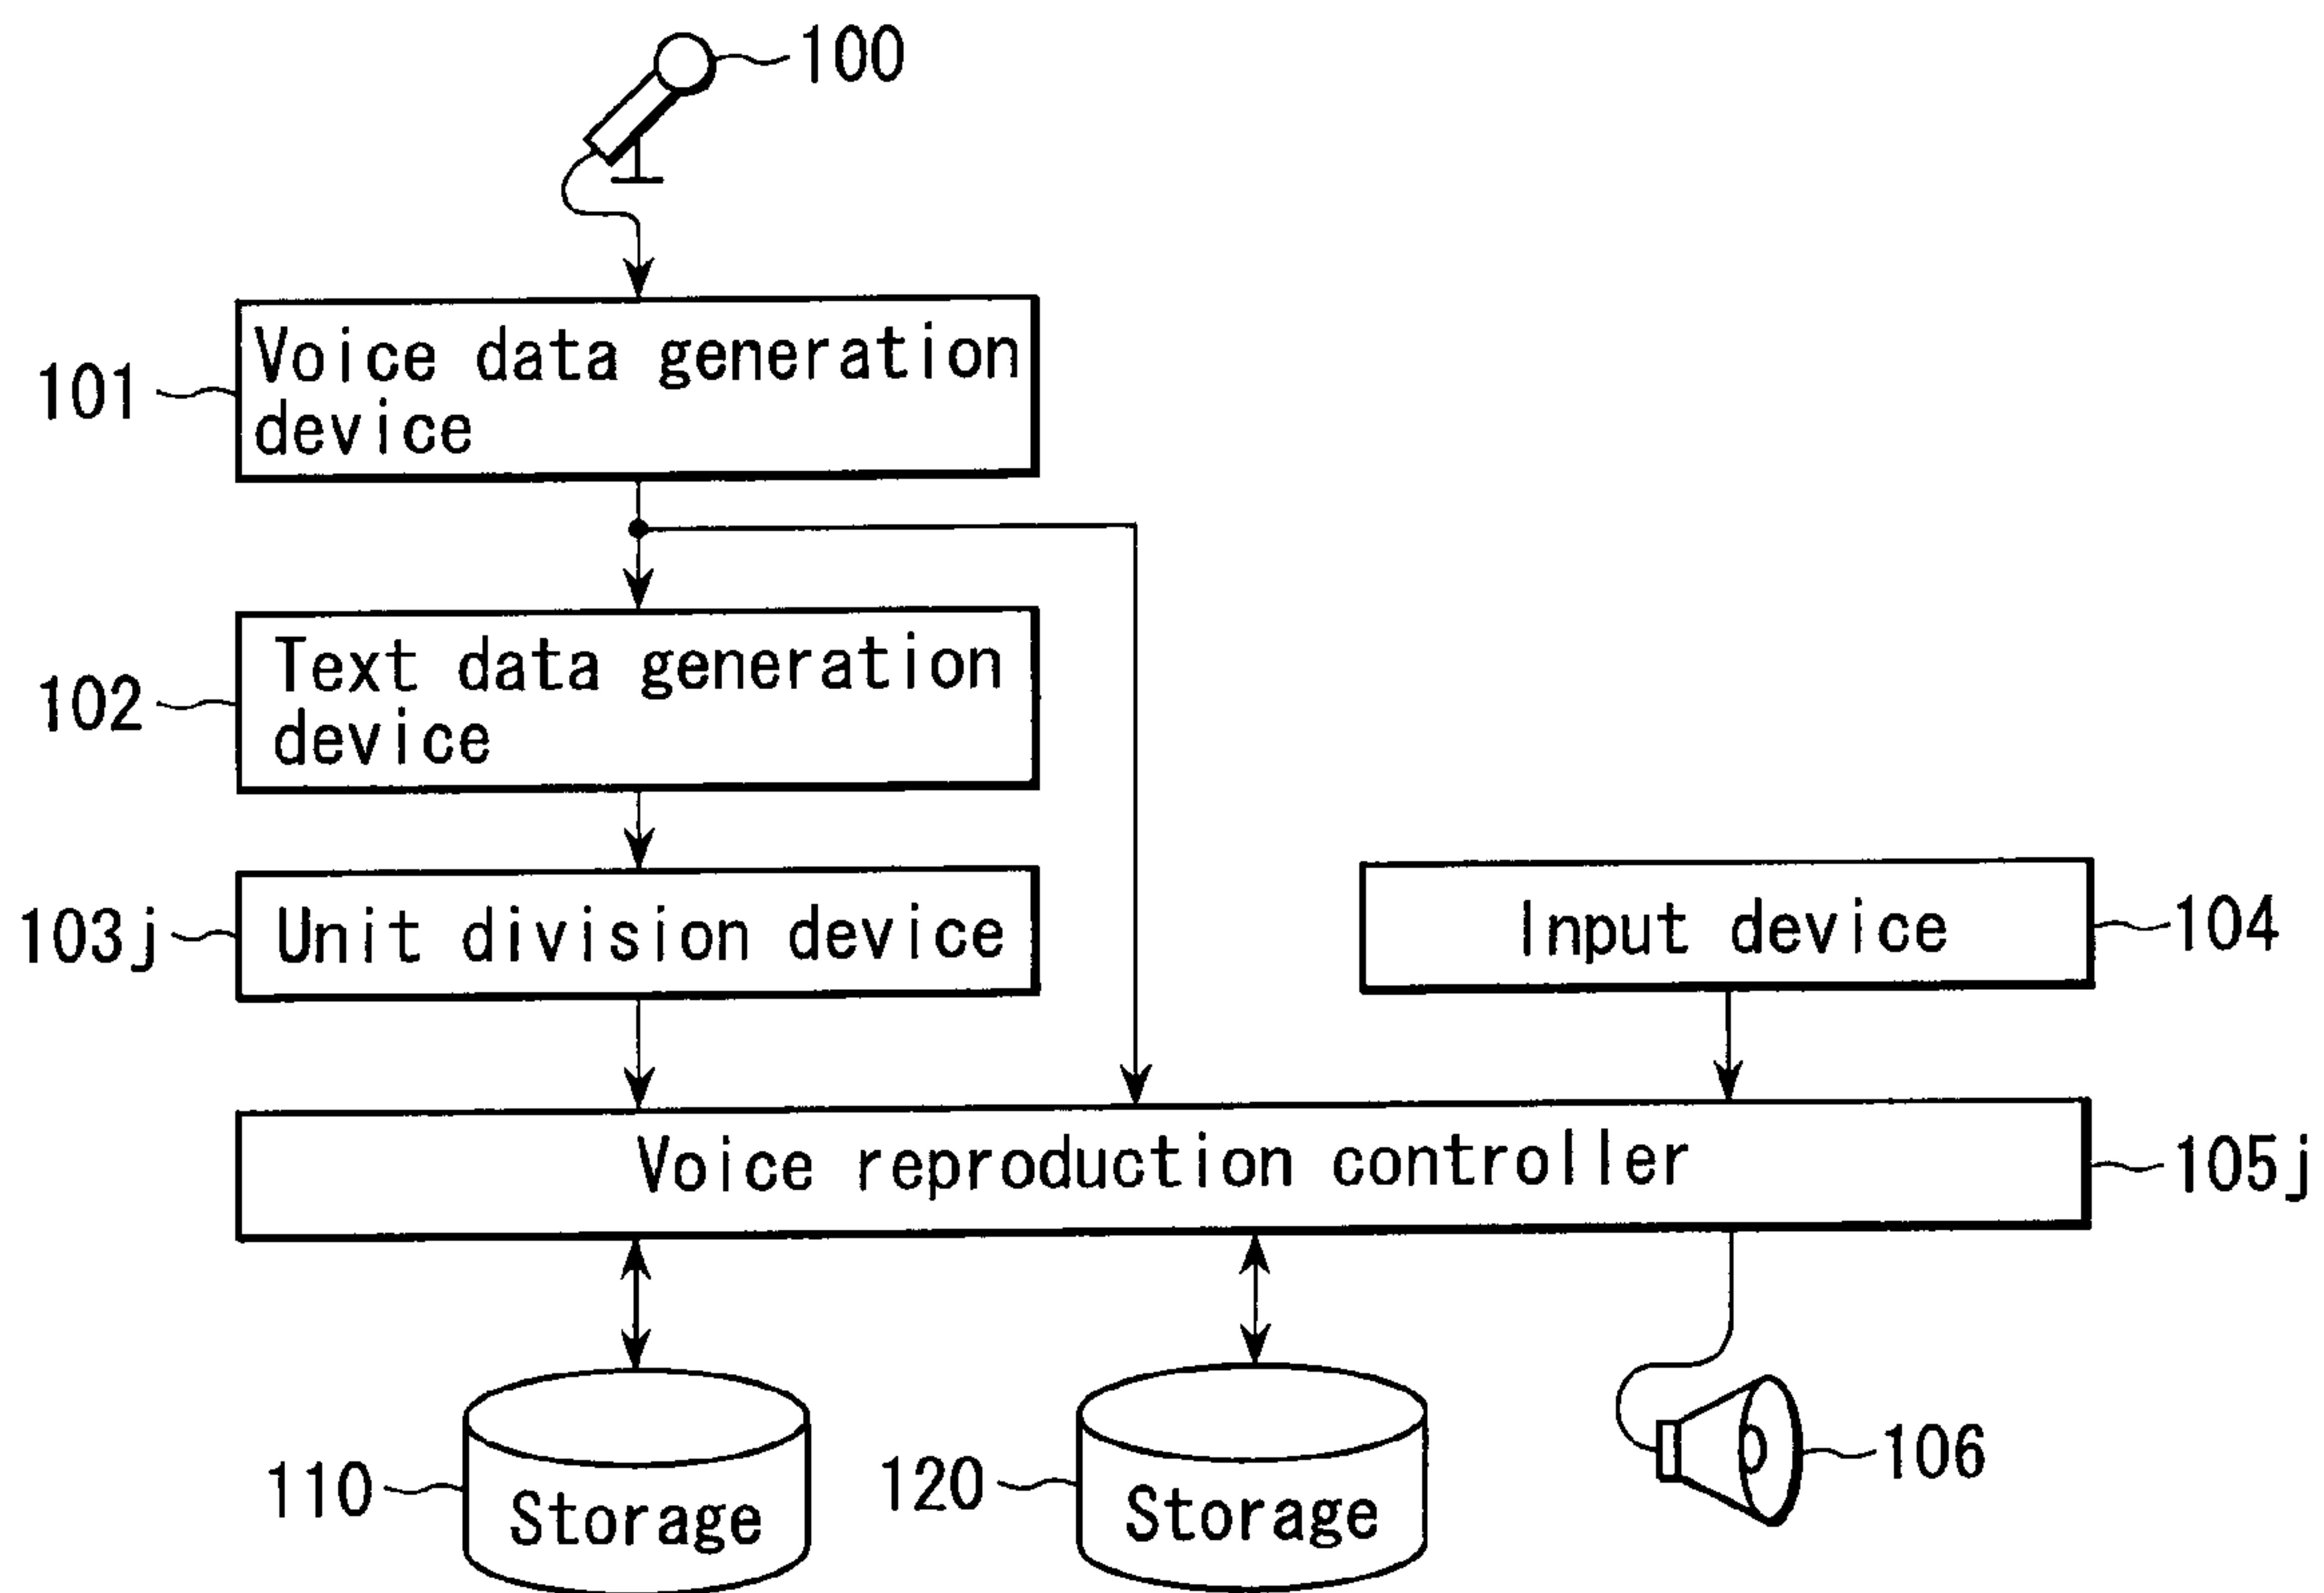 100
101
Voice data generation
device
102
Text data generation
device
103j
Unit division device
Input device
104
Voice reproduction controller
105j
110
Storage
120
Storage
106